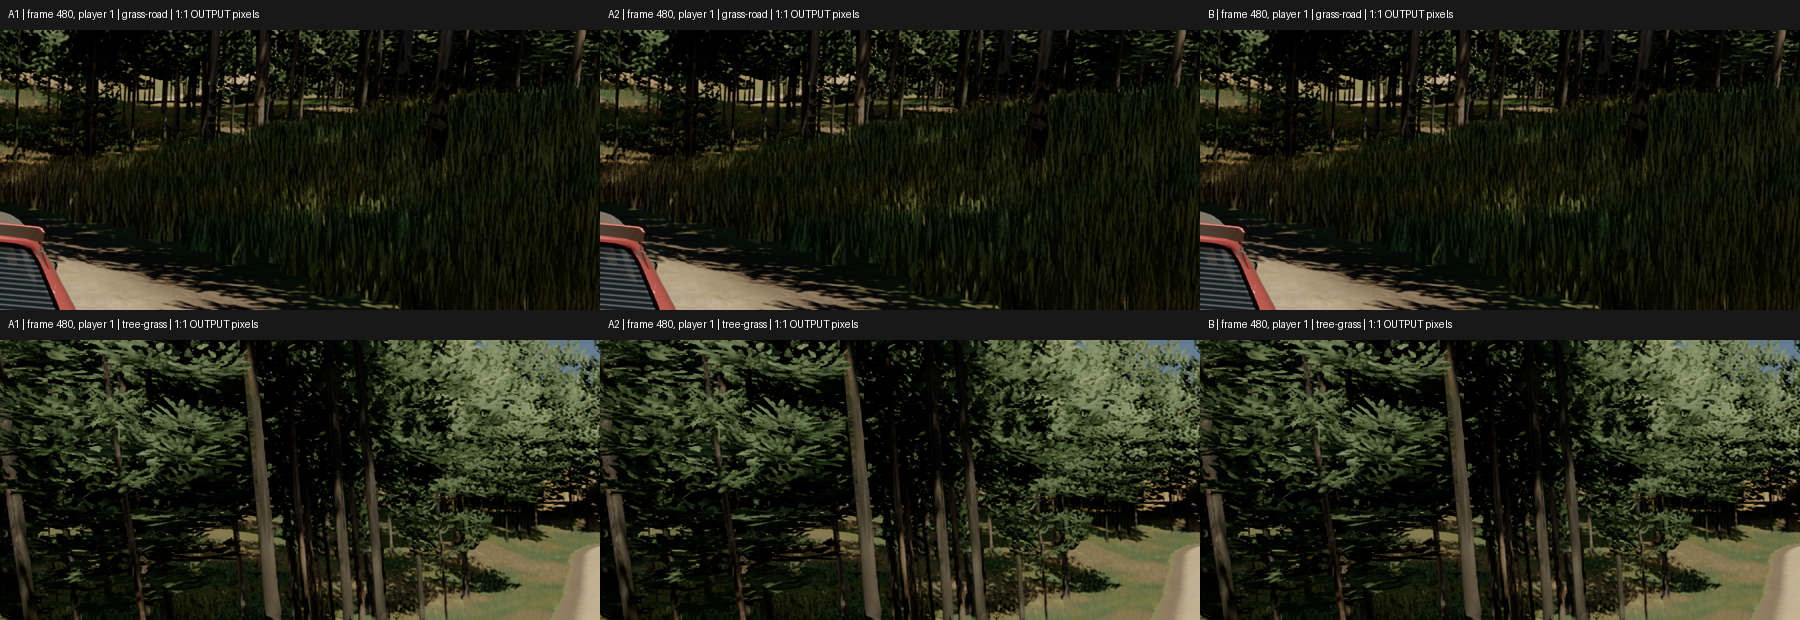 A1 | frame 480, player 1 | grass-road | 1:1 OUTPUT pixels
A2 | frame 480, player 1 | grass-road | 1:1 OUTPUT pixels
B | frame 480, player 1 | grass-road | 1:1 OUTPUT pixels
A1 | frame 480, player 1 | tree-grass | 1:1 OUTPUT pixels
A2 | frame 480, player 1 | tree-grass | 1:1 OUTPUT pixels
B | frame 480, player 1 | tree-grass | 1:1 OUTPUT pixels